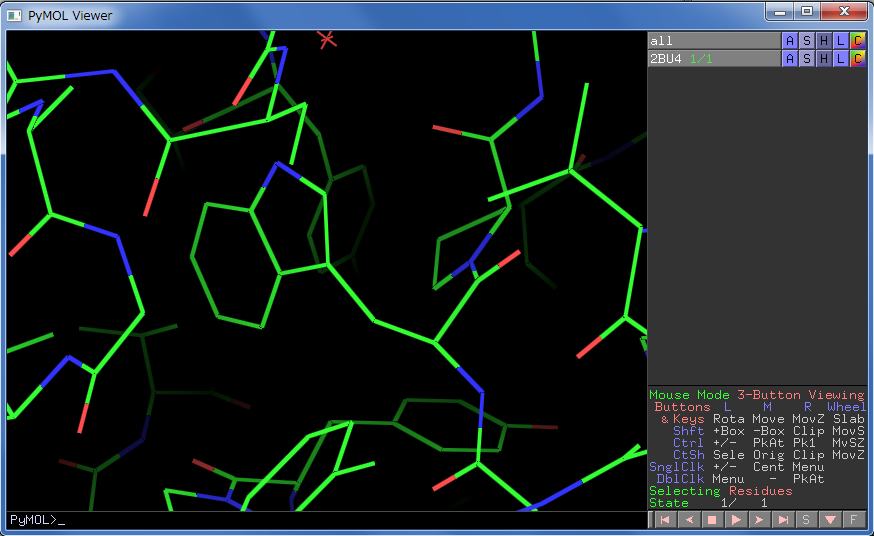 PyMOL Viewer
all A S H L C
2BU4 1/1 A S H L C
Mouse Mode 3-Button Viewing
Buttons L M R Wheel
& Keys Rota Move MovZ Slab
Shft +Box -Box Clip MovS
Ctrl +/- PkAt Pk1 MvSZ
CtSh Sele Orig Clip MovZ
SnglClk +/- Cent Menu
DblClk Menu - PkAt
Selecting Residues
State 1/ 1
PyMOL>_
S F